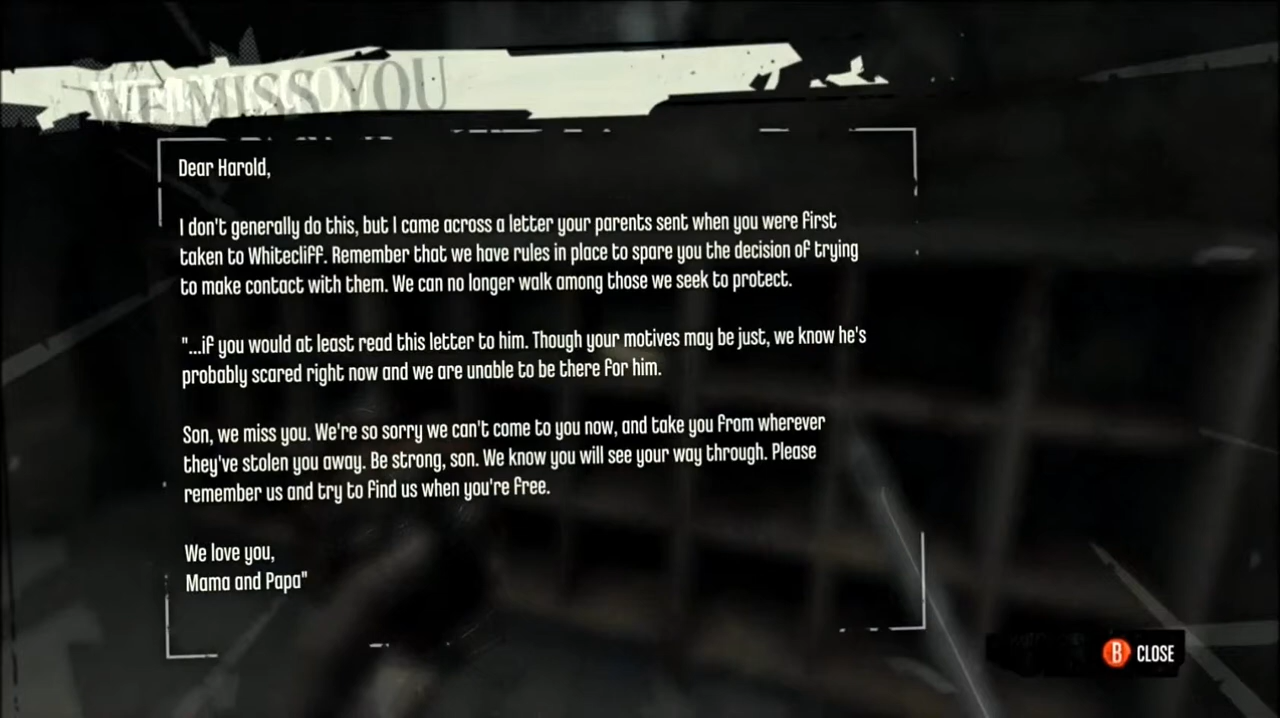 WE MISS YOU
Dear Harold,
I don't generally do this, but I came across a letter your parents sent when you were first
taken to Whitecliff. Remember that we have rules in place to spare you the decision of trying
to make contact with them. We can no longer walk among those we seek to protect.
"...if you would at least read this letter to him. Though your motives may be just, we know he's
probably scared right now and we are unable to be there for him.
Son, we miss you. We're so sorry we can't come to you now, and take you from wherever
they've stolen you away. Be strong, son. We know you will see your way through. Please
remember us and try to find us when you're free.
We love you,
Mama and Papa"
B CLOSE